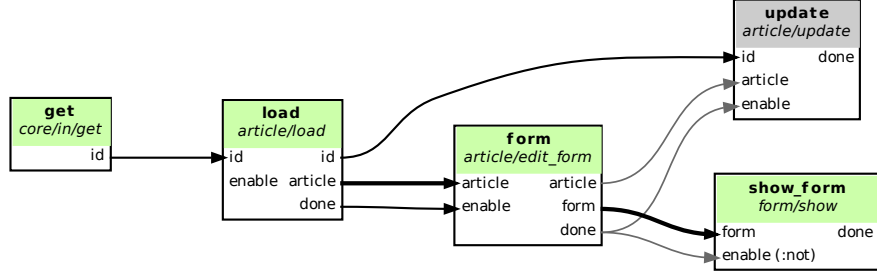 get
core/in/get
id
load
article/load
id id
enable article
done
form
article/edit_form
article article
enable form
done
update
article/update
id done
article
enable
show_form
form/show
form done
enable (:not)